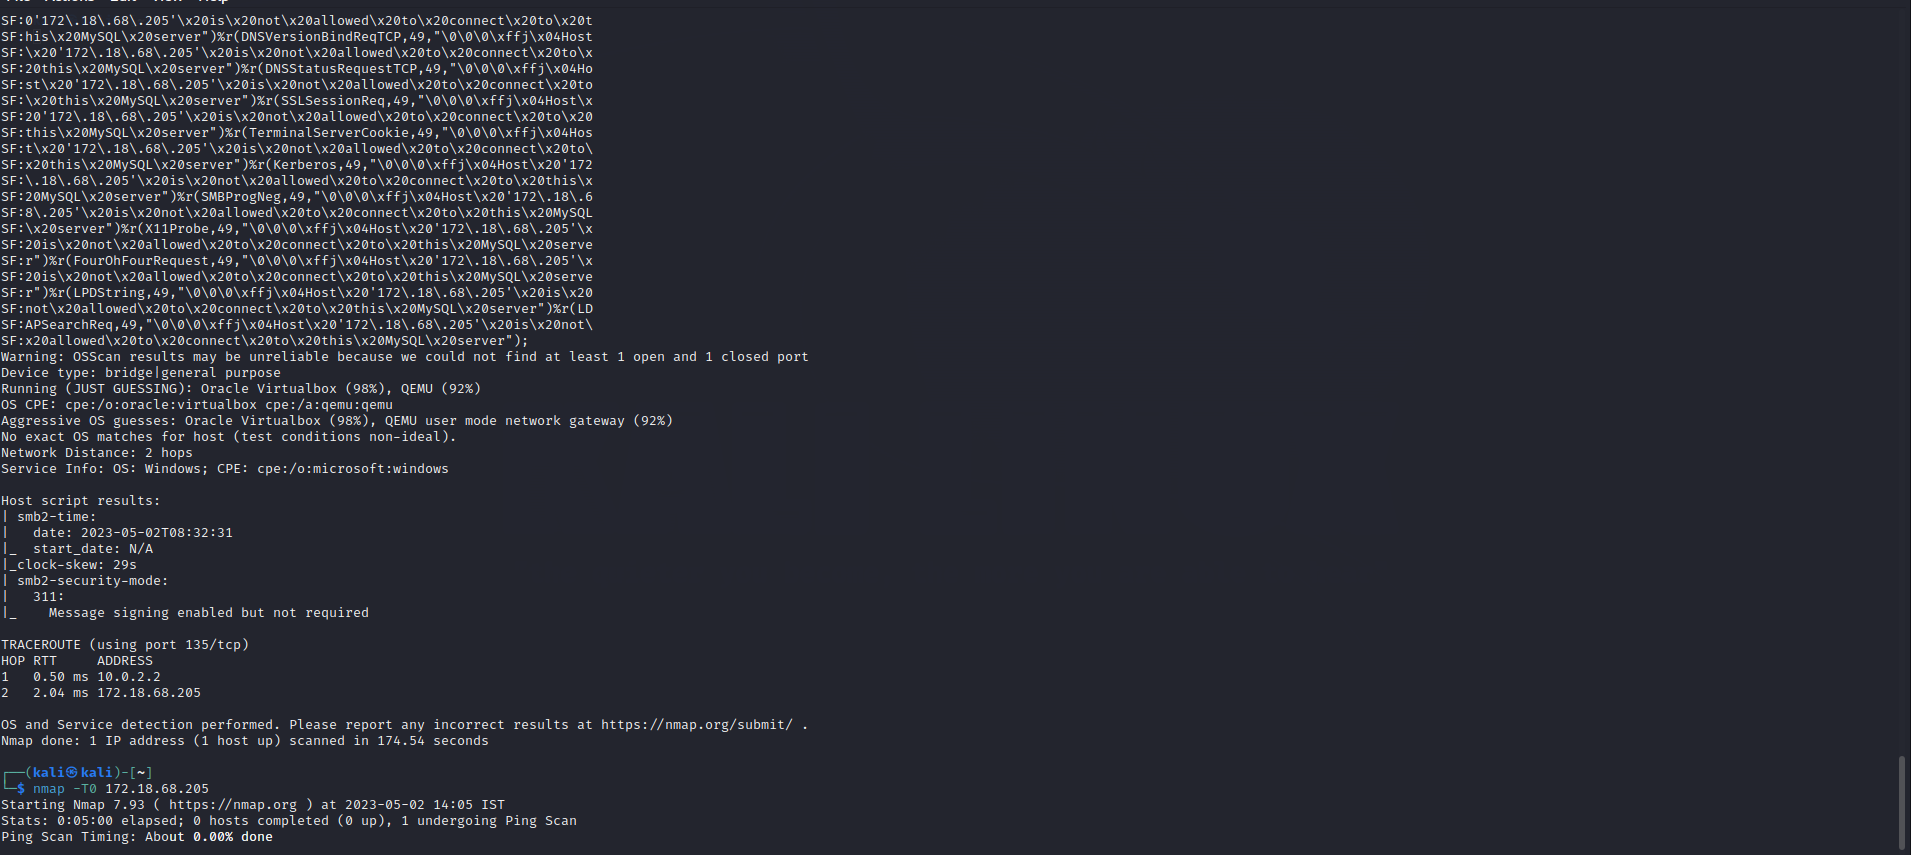 SF:0'172\.18\.68\.205'\x20is\x20not\x20allowed\x20to\x20connect\x20to\x20t
SF:his\x20MySQL\x20server")%r(DNSVersionBindReqTCP,49,"\0\0\0\xffj\x04Host
SF:\x20'172\.18\.68\.205'\x20is\x20not\x20allowed\x20to\x20connect\x20to\x
SF:20this\x20MySQL\x20server")%r(DNSStatusRequestTCP,49,"\0\0\0\xffj\x04Ho
SF:st\x20'172\.18\.68\.205'\x20is\x20not\x20allowed\x20to\x20connect\x20to
SF:\x20this\x20MySQL\x20server")%r(SSLSessionReq,49,"\0\0\0\xffj\x04Host\x
SF:20'172\.18\.68\.205'\x20is\x20not\x20allowed\x20to\x20connect\x20to\x20
SF:this\x20MySQL\x20server")%r(TerminalServerCookie,49,"\0\0\0\xffj\x04Hos
SF:t\x20'172\.18\.68\.205'\x20is\x20not\x20allowed\x20to\x20connect\x20to\
SF:x20this\x20MySQL\x20server")%r(Kerberos,49,"\0\0\0\xffj\x04Host\x20'172
SF:\.18\.68\.205'\x20is\x20not\x20allowed\x20to\x20connect\x20to\x20this\x
SF:20MySQL\x20server")%r(SMBProgNeg,49,"\0\0\0\xffj\x04Host\x20'172\.18\.6
SF:8\.205'\x20is\x20not\x20allowed\x20to\x20connect\x20to\x20this\x20MySQL
SF:\x20server")%r(X11Probe,49,"\0\0\0\xffj\x04Host\x20'172\.18\.68\.205'\x
SF:20is\x20not\x20allowed\x20to\x20connect\x20to\x20this\x20MySQL\x20serve
SF:r")%r(FourOhFourRequest,49,"\0\0\0\xffj\x04Host\x20'172\.18\.68\.205'\x
SF:20is\x20not\x20allowed\x20to\x20connect\x20to\x20this\x20MySQL\x20serve
SF:r")%r(LPDString,49,"\0\0\0\xffj\x04Host\x20'172\.18\.68\.205'\x20is\x20
SF:not\x20allowed\x20to\x20connect\x20to\x20this\x20MySQL\x20server")%r(LD
SF:APSearchReq,49,"\0\0\0\xffj\x04Host\x20'172\.18\.68\.205'\x20is\x20not\
SF:x20allowed\x20to\x20connect\x20to\x20this\x20MySQL\x20server");
Warning: OSScan results may be unreliable because we could not find at least 1 open and 1 closed port
Device type: bridge|general purpose
Running (JUST GUESSING): Oracle Virtualbox (98%), QEMU (92%)
OS CPE: cpe:/o:oracle:virtualbox cpe:/a:qemu:qemu
Aggressive OS guesses: Oracle Virtualbox (98%), QEMU user mode network gateway (92%)
No exact OS matches for host (test conditions non-ideal).
Network Distance: 2 hops
Service Info: OS: Windows; CPE: cpe:/o:microsoft:windows
Host script results:
| smb2-time:
|   date: 2023-05-02T08:32:31
|_  start_date: N/A
|_clock-skew: 29s
| smb2-security-mode:
|   311:
|_    Message signing enabled but not required
TRACEROUTE (using port 135/tcp)
HOP RTT     ADDRESS
1   0.50 ms 10.0.2.2
2   2.04 ms 172.18.68.205
OS and Service detection performed. Please report any incorrect results at https://nmap.org/submit/ .
Nmap done: 1 IP address (1 host up) scanned in 174.54 seconds
┌──(kali㉿kali)-[~]
└─$ nmap -T0 172.18.68.205
Starting Nmap 7.93 ( https://nmap.org ) at 2023-05-02 14:05 IST
Stats: 0:05:00 elapsed; 0 hosts completed (0 up), 1 undergoing Ping Scan
Ping Scan Timing: About 0.00% done